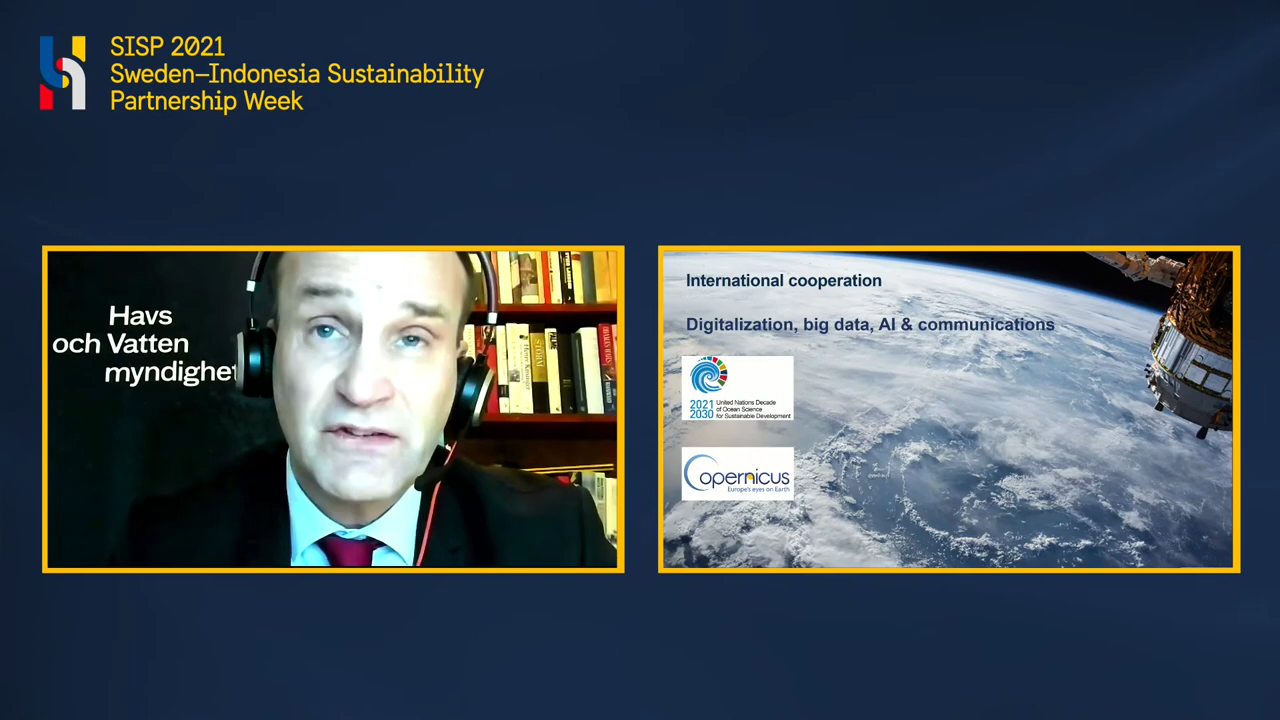 SISP 2021
Sweden–Indonesia Sustainability
Partnership Week
Havs
och Vatten
myndighet
International cooperation
Digitalization, big data, AI & communications
2021
2030
United Nations Decade
of Ocean Science
for Sustainable Development
Copernicus
Europe's eyes on Earth